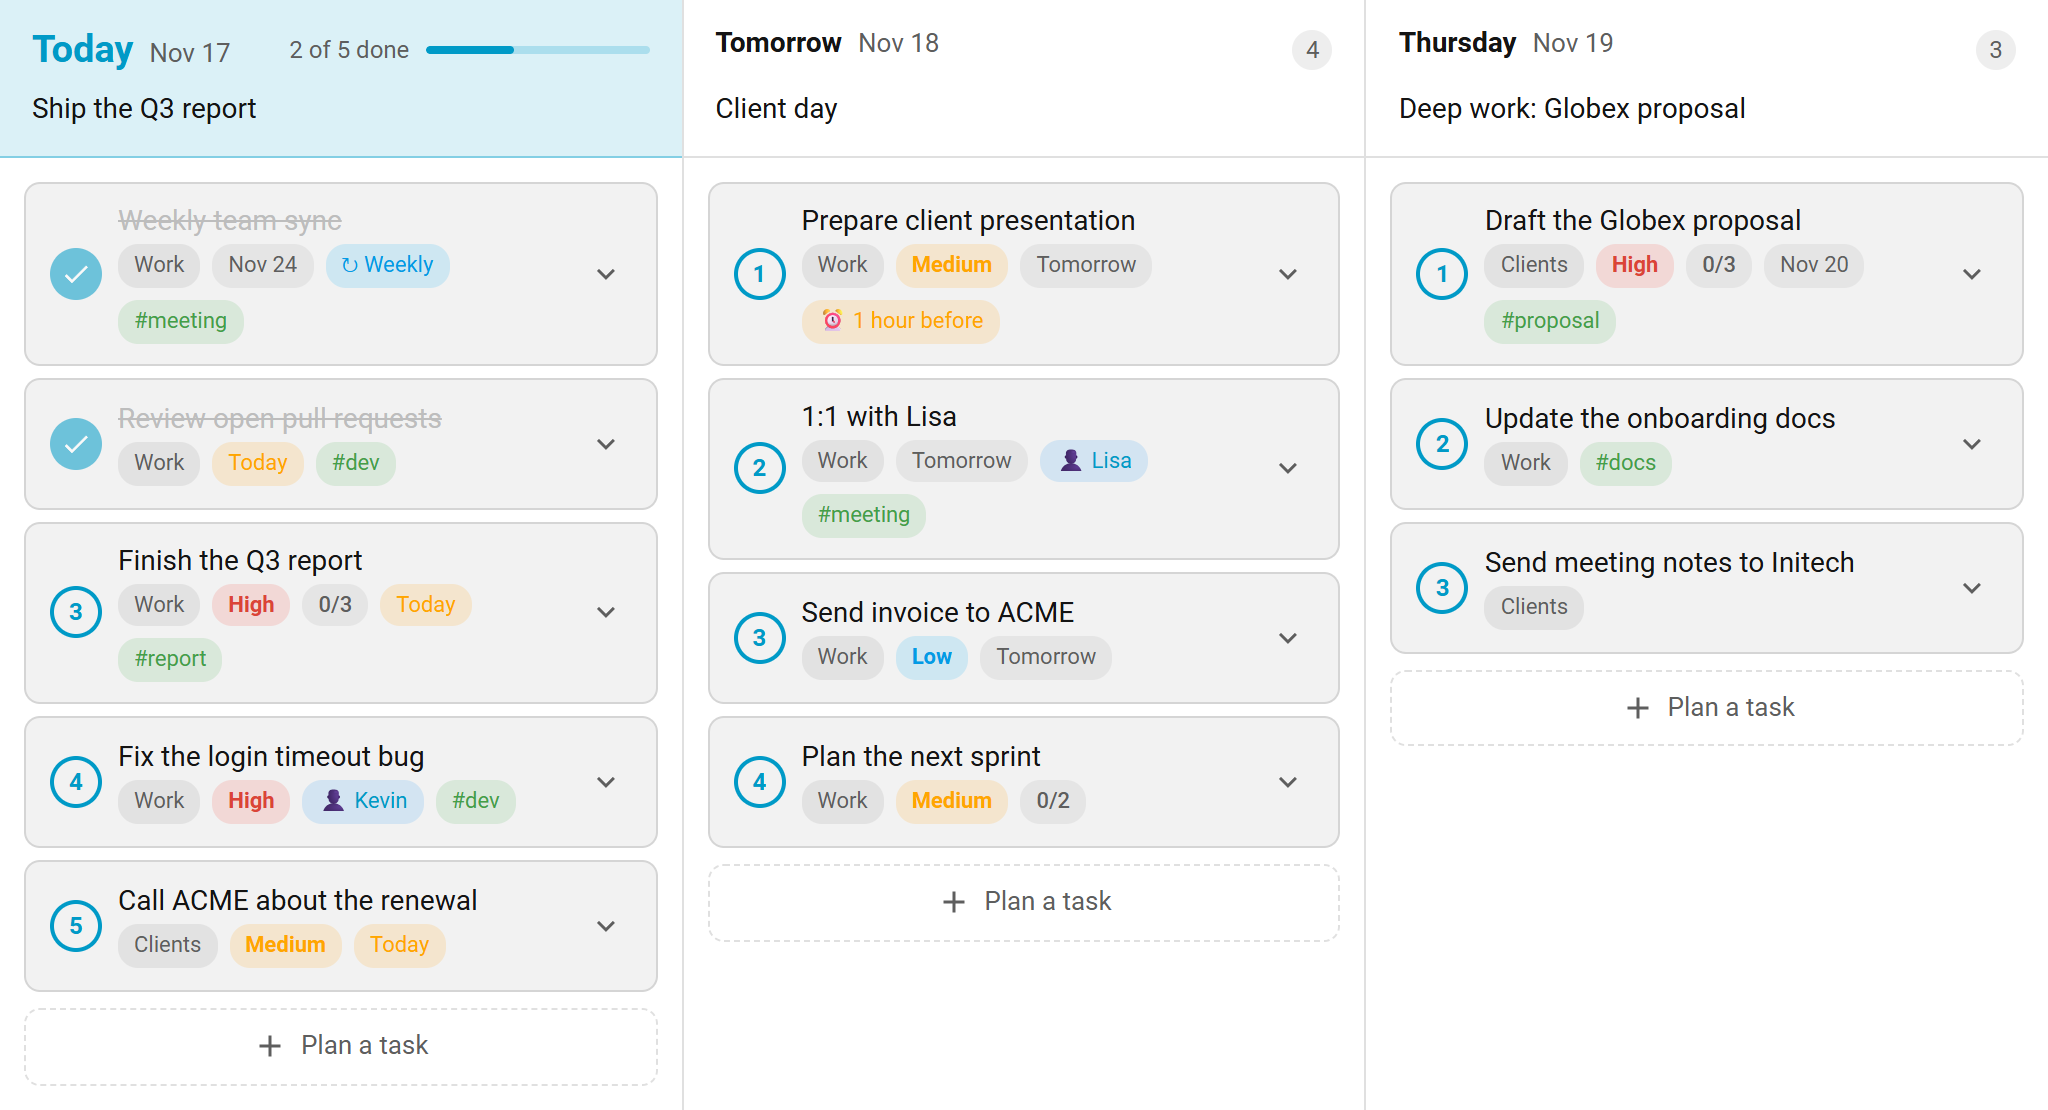 Today Nov 17 2 of 5 done
Ship the Q3 report
Weekly team sync
Work Nov 24 ↻ Weekly
#meeting
Review open pull requests
Work Today #dev
3 Finish the Q3 report
Work High 0/3 Today
#report
4 Fix the login timeout bug
Work High Kevin #dev
5 Call ACME about the renewal
Clients Medium Today
+ Plan a task
Tomorrow Nov 18 4
Client day
1 Prepare client presentation
Work Medium Tomorrow
⏰ 1 hour before
2 1:1 with Lisa
Work Tomorrow Lisa
#meeting
3 Send invoice to ACME
Work Low Tomorrow
4 Plan the next sprint
Work Medium 0/2
+ Plan a task
Thursday Nov 19 3
Deep work: Globex proposal
1 Draft the Globex proposal
Clients High 0/3 Nov 20
#proposal
2 Update the onboarding docs
Work #docs
3 Send meeting notes to Initech
Clients
+ Plan a task